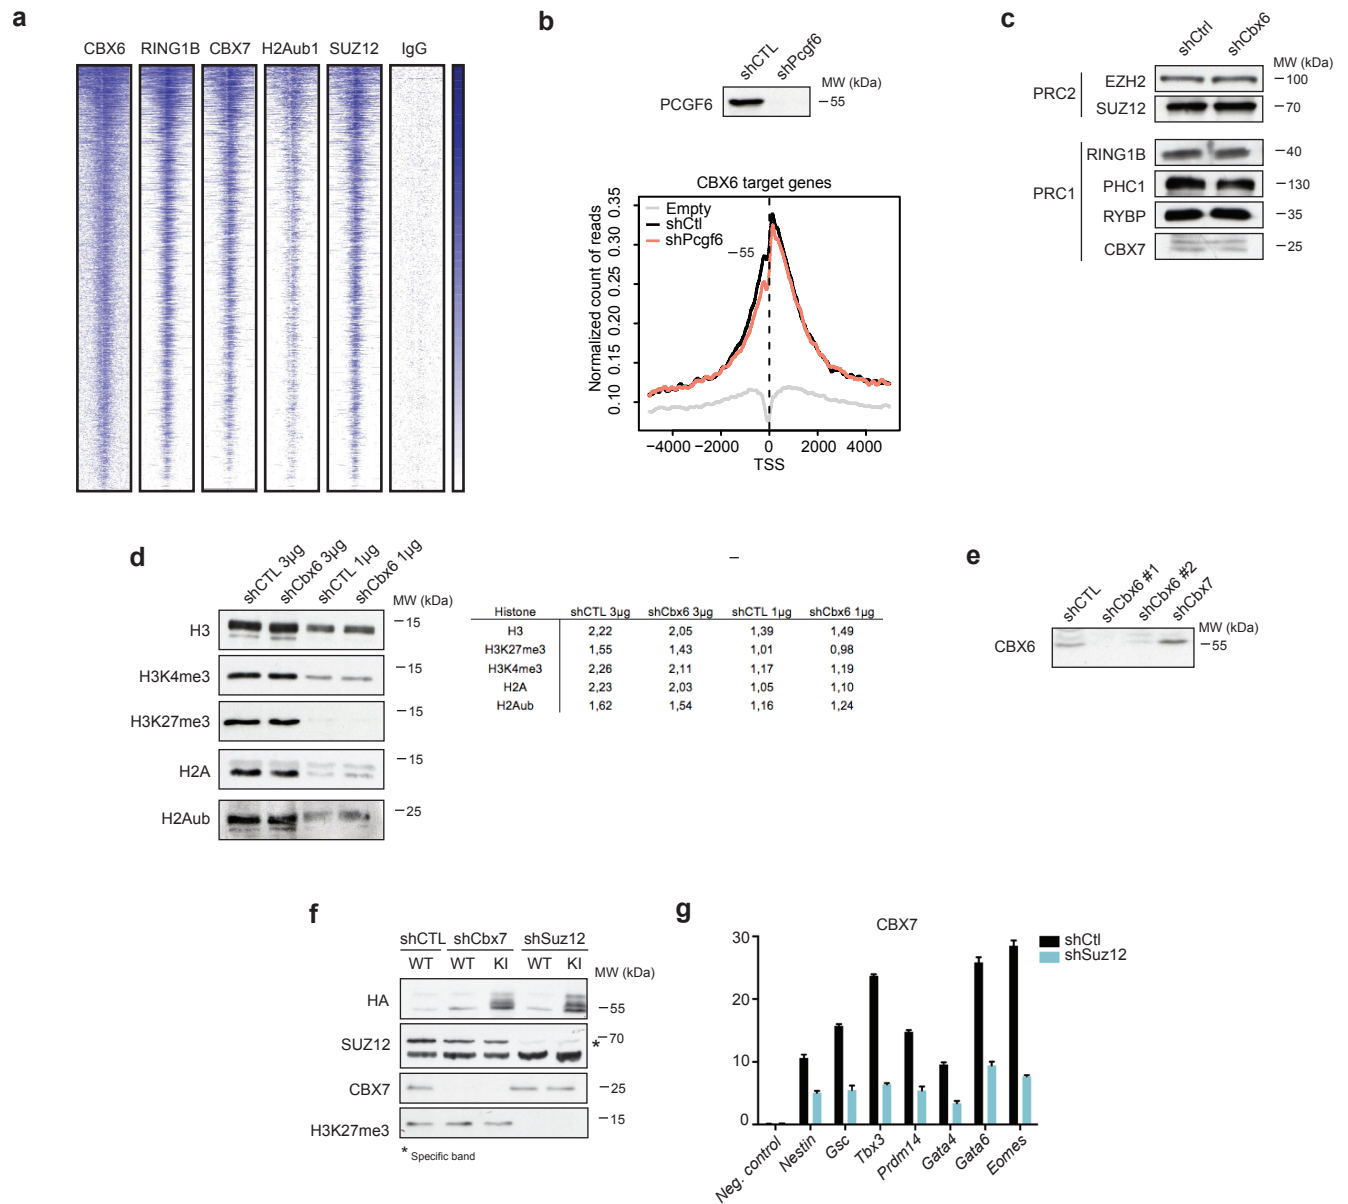 a
CBX6 RING1B CBX7 H2Aub1 SUZ12 IgG
b
shCTL shPcgf6
MW (kDa)
PCGF6
–55
CBX6 target genes
Empty
shCtl
shPcgf6
–55
Normalized count of reads
0.35
0.30
0.25
0.20
0.15
0.10
−4000 −2000 0 2000 4000
TSS
c
shCtrl shCbx6
MW (kDa)
PRC2
EZH2 –100
SUZ12 –70
PRC1
RING1B –40
PHC1 –130
RYBP –35
CBX7 –25
d
shCTL 3µg shCbx6 3µg shCTL 1µg shCbx6 1µg
MW (kDa)
H3 –15
H3K4me3 –15
H3K27me3 –15
H2A –15
H2Aub –25
–
Histone shCTL 3µg shCbx6 3µg shCTL 1µg shCbx6 1µg
H3 2,22 2,05 1,39 1,49
H3K27me3 1,55 1,43 1,01 0,98
H3K4me3 2,26 2,11 1,17 1,19
H2A 2,23 2,03 1,05 1,10
H2Aub 1,62 1,54 1,16 1,24
e
shCTL shCbx6 #1 shCbx6 #2 shCbx7
MW (kDa)
CBX6 –55
f
shCTL shCbx7 shSuz12
WT WT KI WT KI
MW (kDa)
HA –55
SUZ12 * –70
CBX7 –25
H3K27me3 –15
* Specific band
g
CBX7
shCtl
shSuz12
30
20
10
0
Neg. control Nestin Gsc Tbx3 Prdm14 Gata4 Gata6 Eomes